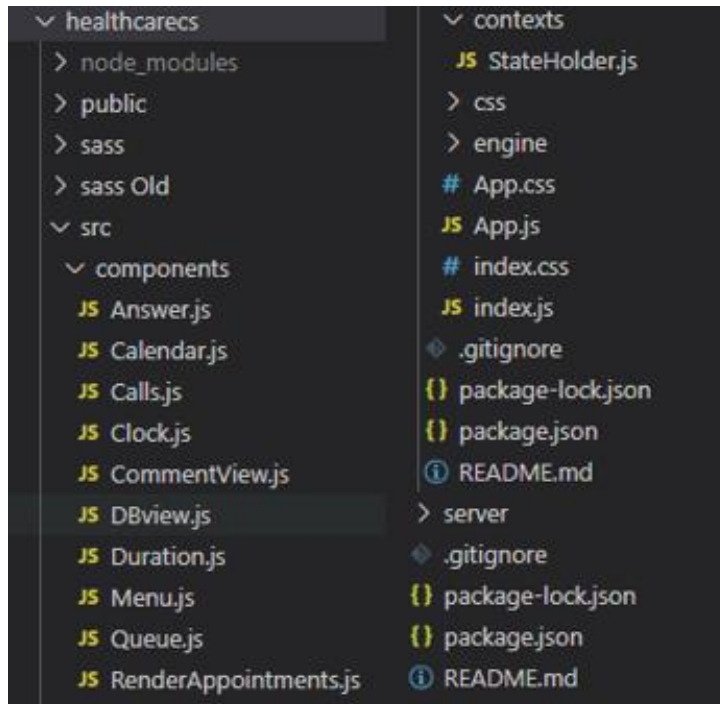 healthcarecs
node_modules
public
sass
sass Old
src
components
JS Answer.js
JS Calendar.js
JS Calls.js
JS Clock.js
JS CommentView.js
JS DBview.js
JS Duration.js
JS Menu.js
JS Queue.js
JS RenderAppointments.js
contexts
JS StateHolder.js
css
engine
# App.css
JS App.js
# index.css
JS index.js
.gitignore
{} package-lock.json
{} package.json
README.md
server
.gitignore
{} package-lock.json
{} package.json
README.md